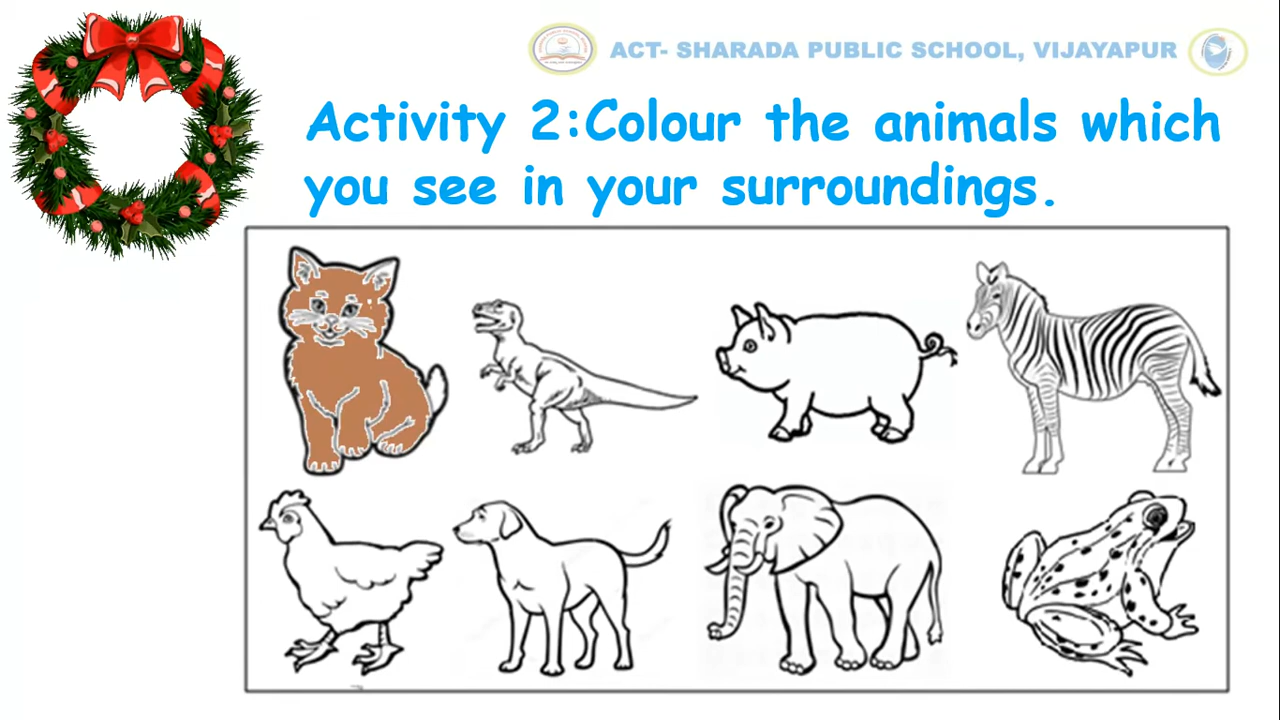 ACT- SHARADA PUBLIC SCHOOL, VIJAYAPUR
Activity 2:Colour the animals which
you see in your surroundings.